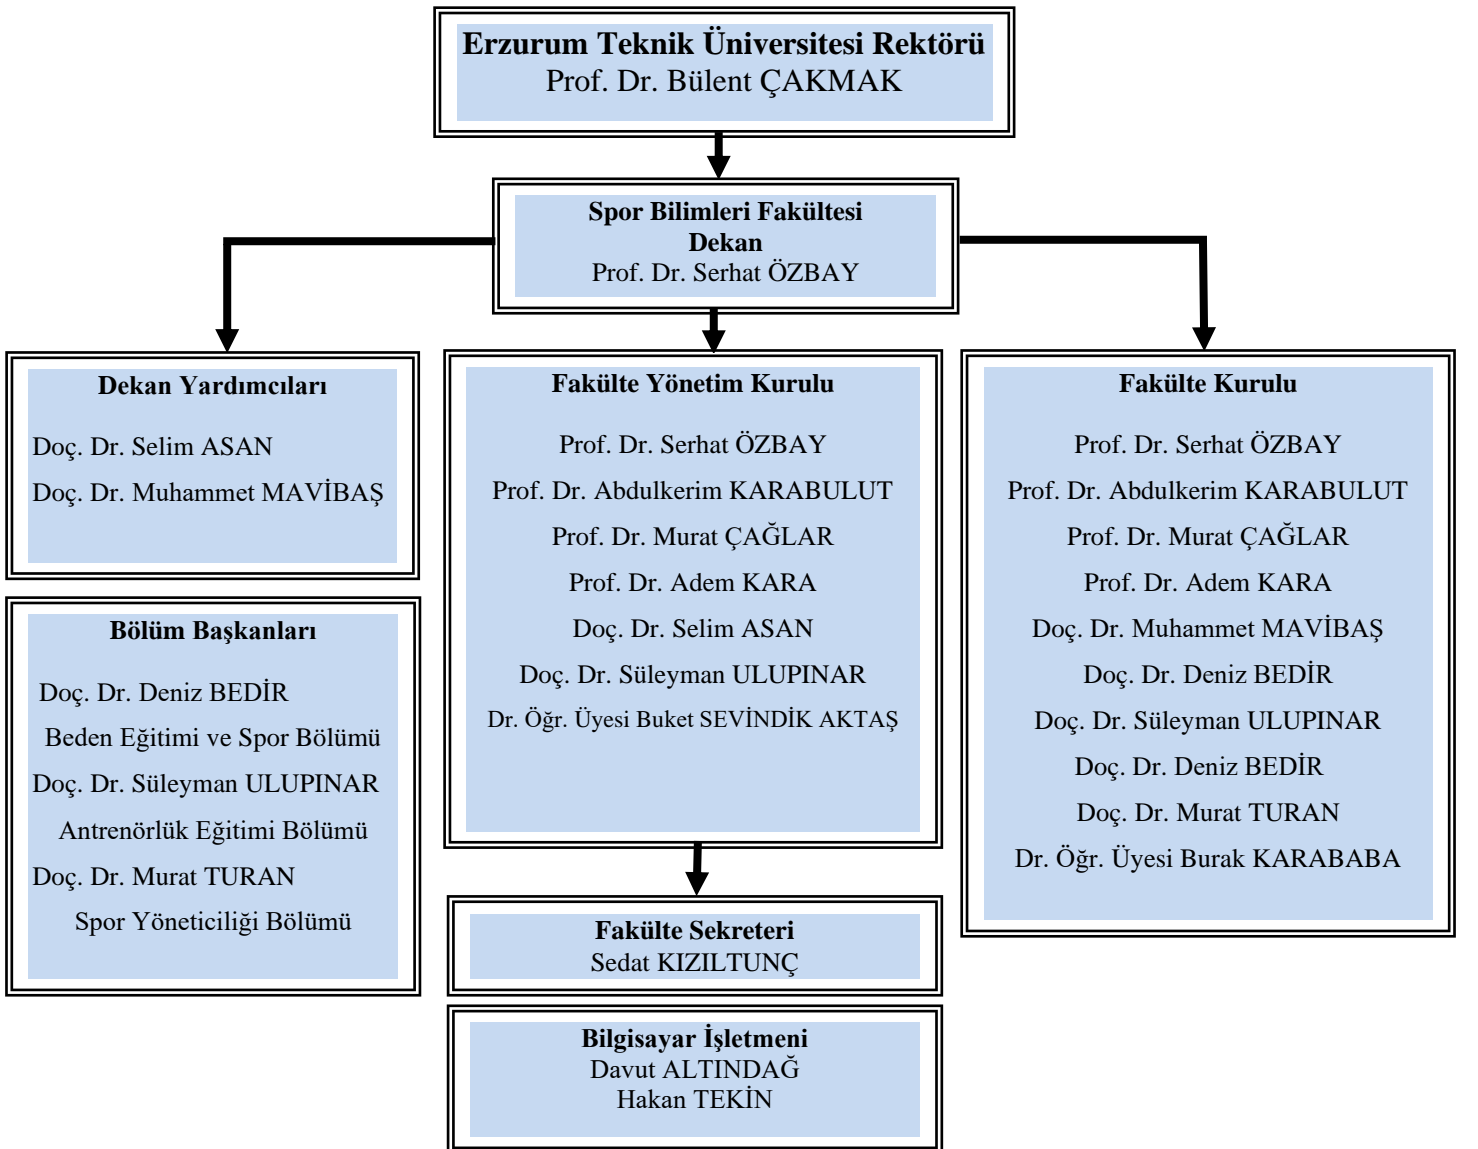 Erzurum Teknik Üniversitesi Rektörü
Prof. Dr. Bülent ÇAKMAK
Spor Bilimleri Fakültesi
Dekan
Prof. Dr. Serhat ÖZBAY
Dekan Yardımcıları
Doç. Dr. Selim ASAN
Doç. Dr. Muhammet MAVİBAŞ
Bölüm Başkanları
Doç. Dr. Deniz BEDİR
Beden Eğitimi ve Spor Bölümü
Doç. Dr. Süleyman ULUPINAR
Antrenörlük Eğitimi Bölümü
Doç. Dr. Murat TURAN
Spor Yöneticiliği Bölümü
Fakülte Yönetim Kurulu
Prof. Dr. Serhat ÖZBAY
Prof. Dr. Abdulkerim KARABULUT
Prof. Dr. Murat ÇAĞLAR
Prof. Dr. Adem KARA
Doç. Dr. Selim ASAN
Doç. Dr. Süleyman ULUPINAR
Dr. Öğr. Üyesi Buket SEVİNDİK AKTAŞ
Fakülte Sekreteri
Sedat KIZILTUNÇ
Bilgisayar İşletmeni
Davut ALTINDAĞ
Hakan TEKİN
Fakülte Kurulu
Prof. Dr. Serhat ÖZBAY
Prof. Dr. Abdulkerim KARABULUT
Prof. Dr. Murat ÇAĞLAR
Prof. Dr. Adem KARA
Doç. Dr. Muhammet MAVİBAŞ
Doç. Dr. Deniz BEDİR
Doç. Dr. Süleyman ULUPINAR
Doç. Dr. Deniz BEDİR
Doç. Dr. Murat TURAN
Dr. Öğr. Üyesi Burak KARABABA